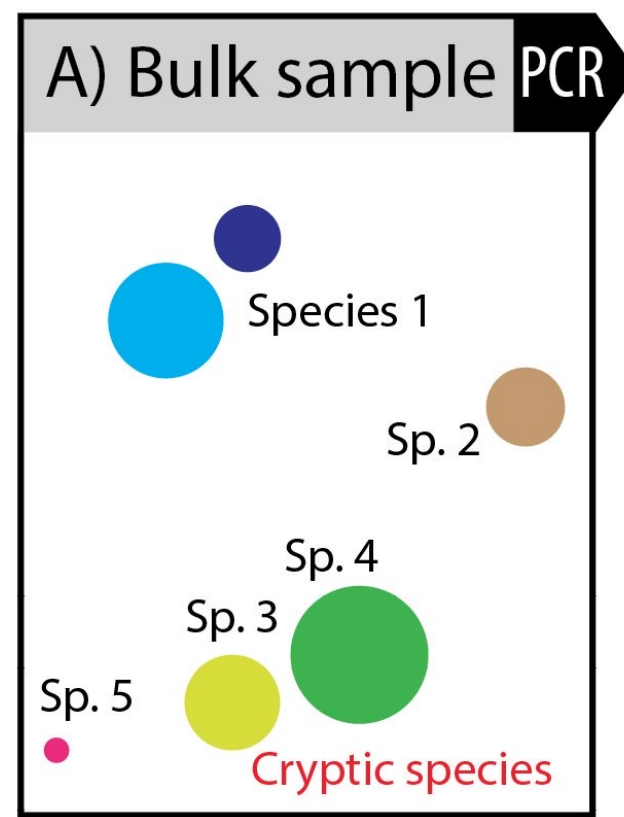 A) Bulk sample PCR
Species 1
Sp. 2
Sp. 4
Sp. 3
Sp. 5
Cryptic species